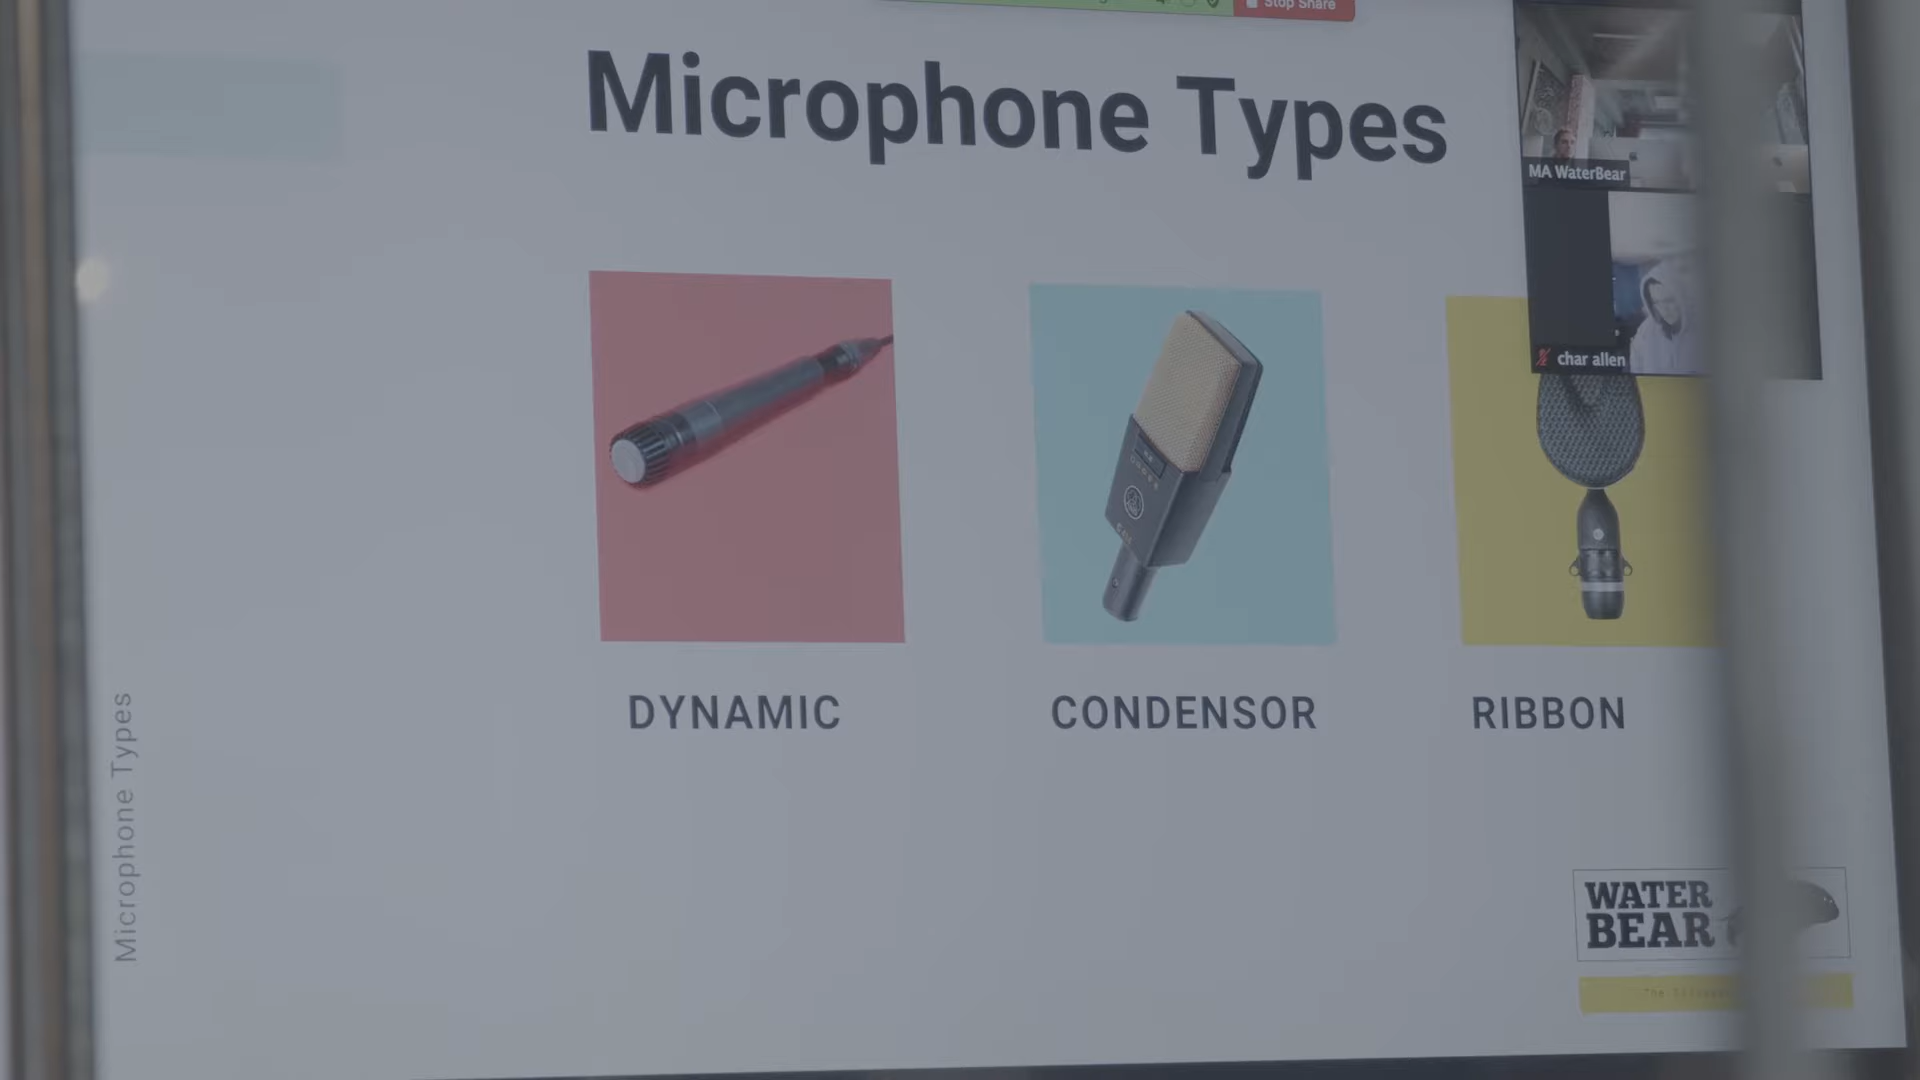 Stop Share
Microphone Types
MA WaterBear
char allen
DYNAMIC
CONDENSOR
RIBBON
Microphone Types
WATER
BEAR